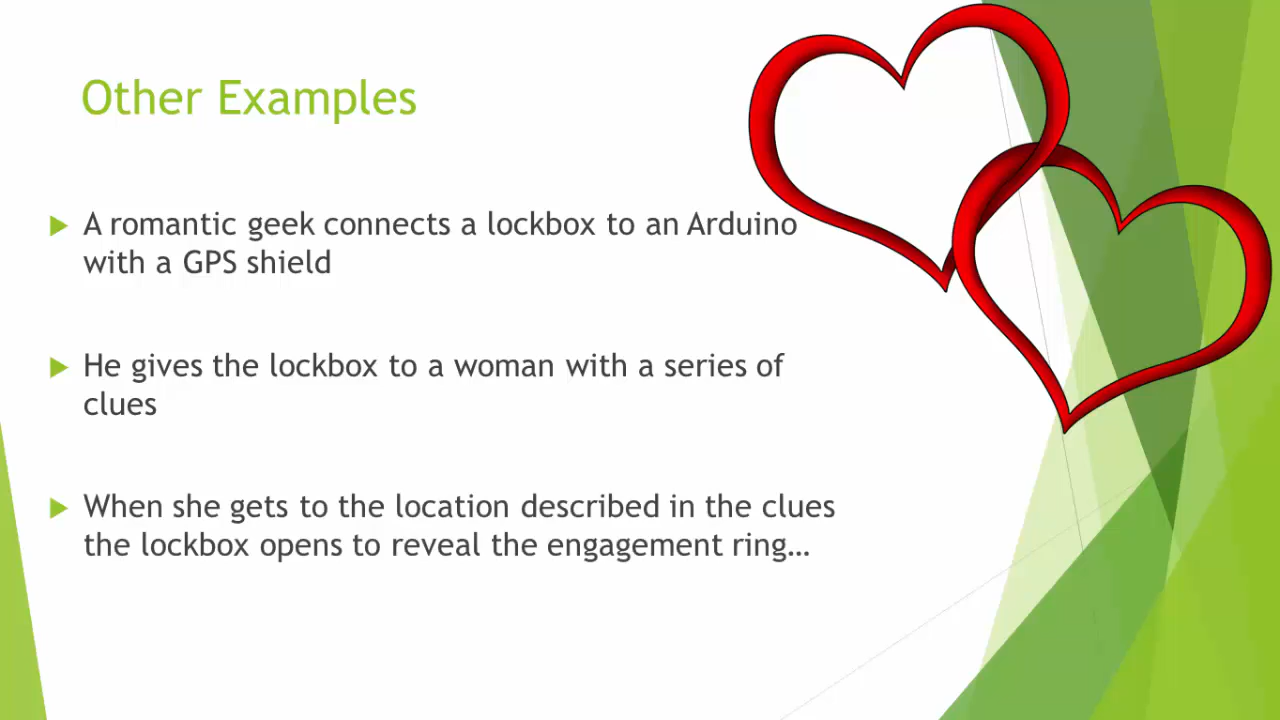 Other Examples
A romantic geek connects a lockbox to an Arduino
with a GPS shield
He gives the lockbox to a woman with a series of
clues
When she gets to the location described in the clues
the lockbox opens to reveal the engagement ring…